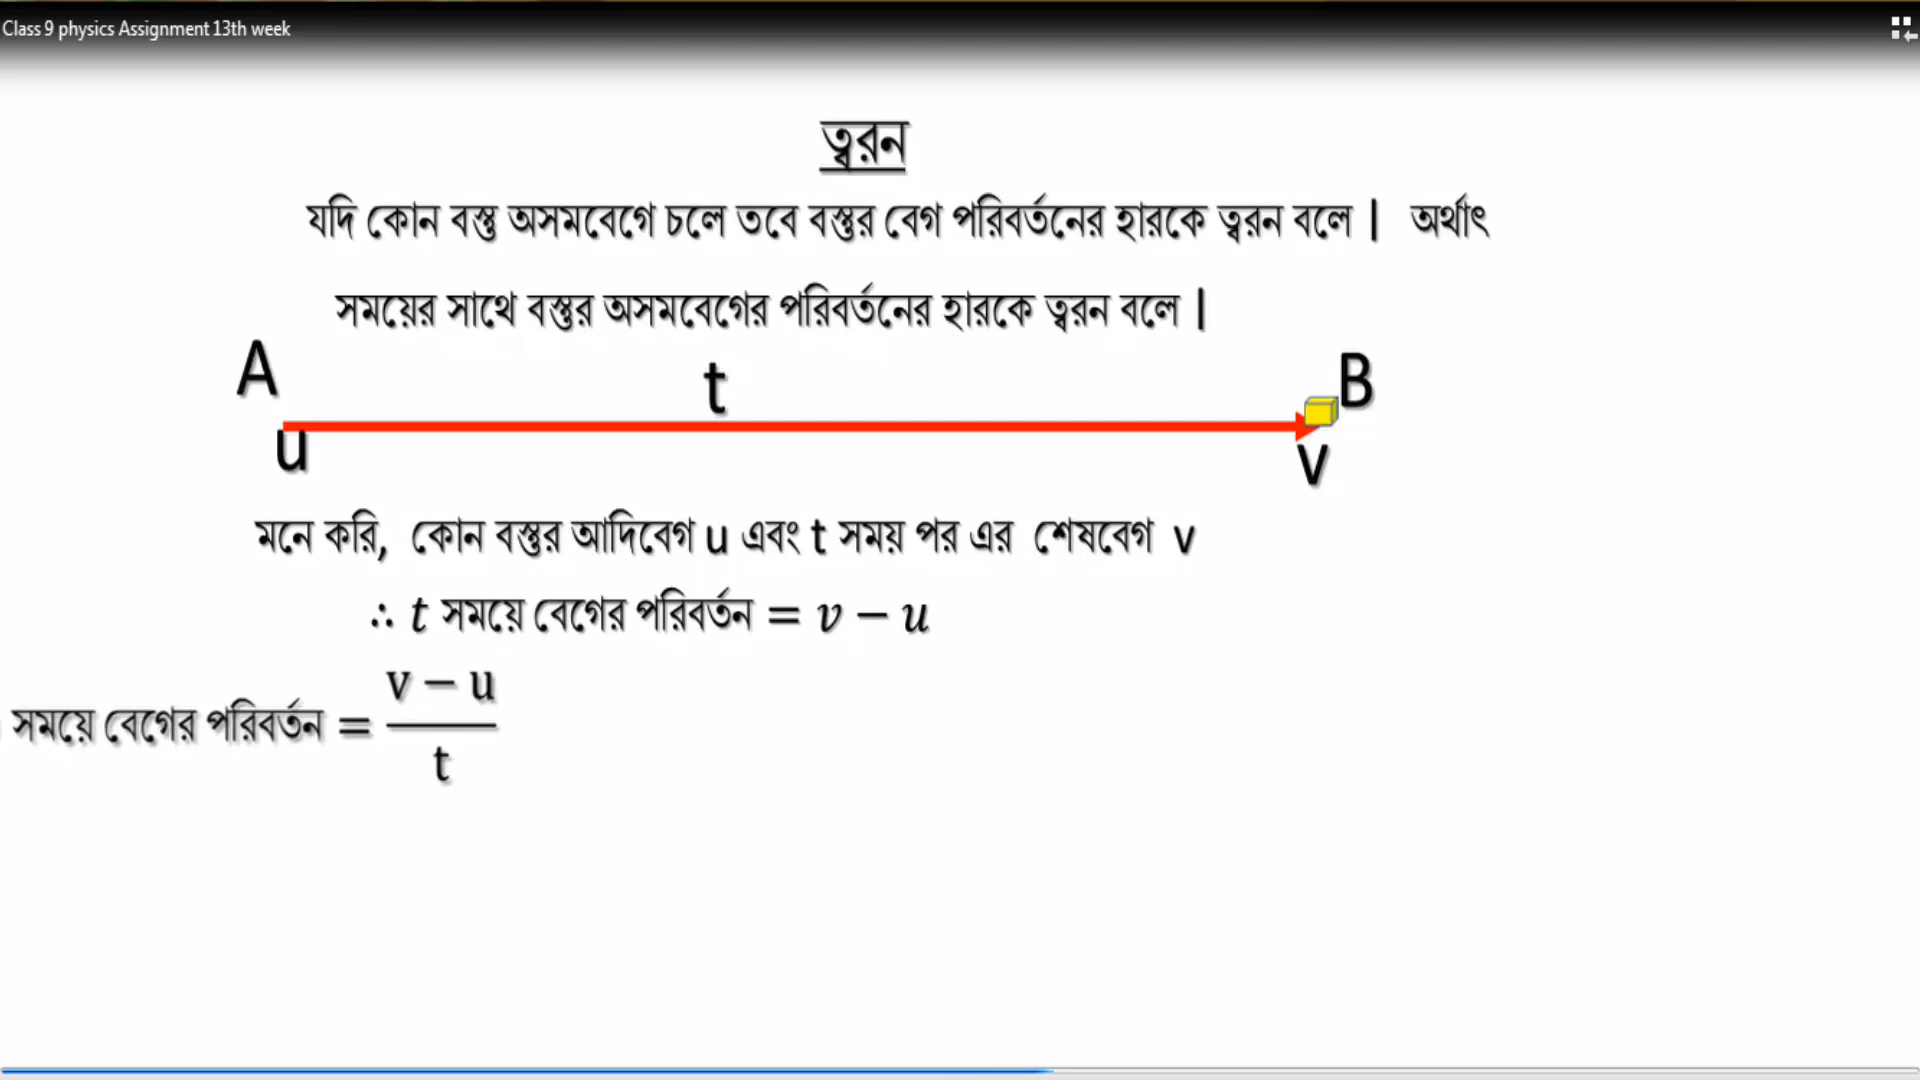 Class 9 physics Assignment 13th week
ত্বরন
যদি কোন বস্তু অসমবেগে চলে তবে বস্তুর বেগ পরিবর্তনের হারকে ত্বরন বলে | অর্থাৎ
সময়ের সাথে বস্তুর অসমবেগের পরিবর্তনের হারকে ত্বরন বলে |
A t B
u v
মনে করি, কোন বস্তুর আদিবেগ u এবং t সময় পর এর শেষবেগ v
∴ t সময়ে বেগের পরিবর্তন = v − u
সময়ে বেগের পরিবর্তন = v − u
t